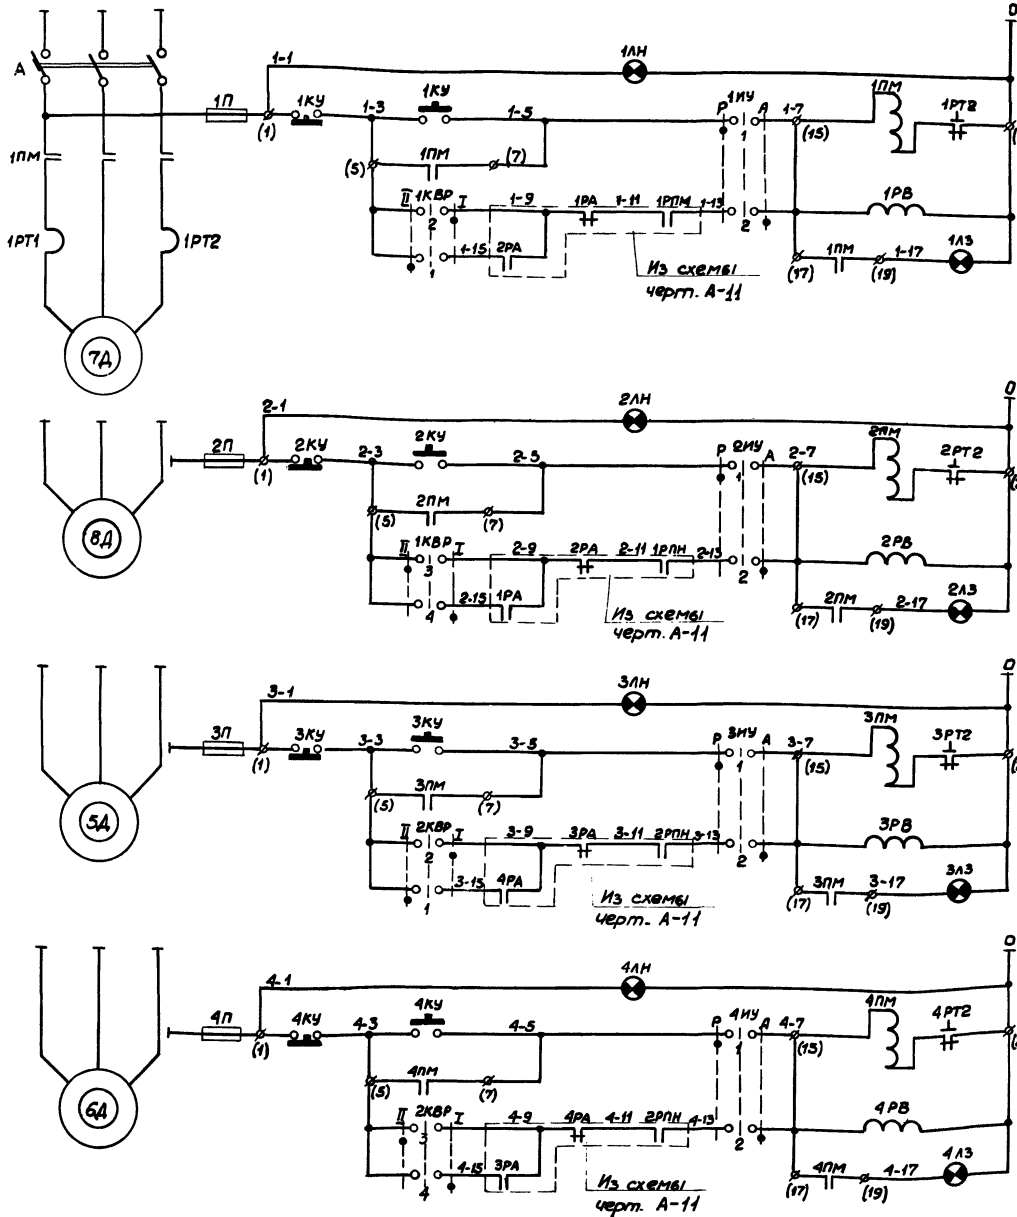 О
А
1-1
1ЛН
1П
(1)
1КУ
1-3
1КУ
1-5
Р
1ИУ
А
1-7
(15)
1ПМ
1РТ2
1
1ПМ
(5)
1ПМ
(7)
II
1КВР
I
1-9
1РА
1-11
1РПМ
1-13
1РВ
2
2
1РТ1
1РТ2
1-15
2РА
1
1ПМ
1-17
1ЛЗ
(17)
(19)
Из схемы
черт. А-11
7Д
О
2-1
2ЛН
2П
(1)
2КУ
2-3
2КУ
2-5
Р
2ИУ
А
2-7
(15)
2ПМ
2РТ2
1
(5)
2ПМ
(7)
8Д
II
1КВР
I
2-9
2РА
2-11
1РПН
2-13
2РВ
3
2
2-15
1РА
4
2ПМ
2-17
2ЛЗ
(17)
(19)
Из схемы
черт. А-11
О
3-1
3ЛН
3П
(1)
3КУ
3-3
3КУ
3-5
Р
3ИУ
А
3-7
(15)
3ПМ
3РТ2
1
(5)
3ПМ
(7)
5Д
II
2КВР
I
3-9
3РА
3-11
2РПН
3-13
3РВ
2
2
3-15
4РА
1
3ПМ
3-17
3ЛЗ
(17)
(19)
Из схемы
черт. А-11
О
4-1
4ЛН
4П
(1)
4КУ
4-3
4КУ
4-5
Р
4ИУ
А
4-7
(15)
4ПМ
4РТ2
1
(5)
4ПМ
(7)
6Д
II
2КВР
I
4-9
4РА
4-11
2РПН
4-13
4РВ
3
2
4-15
3РА
4
4ПМ
4-17
4ЛЗ
(17)
(19)
Из схемы
черт. А-11